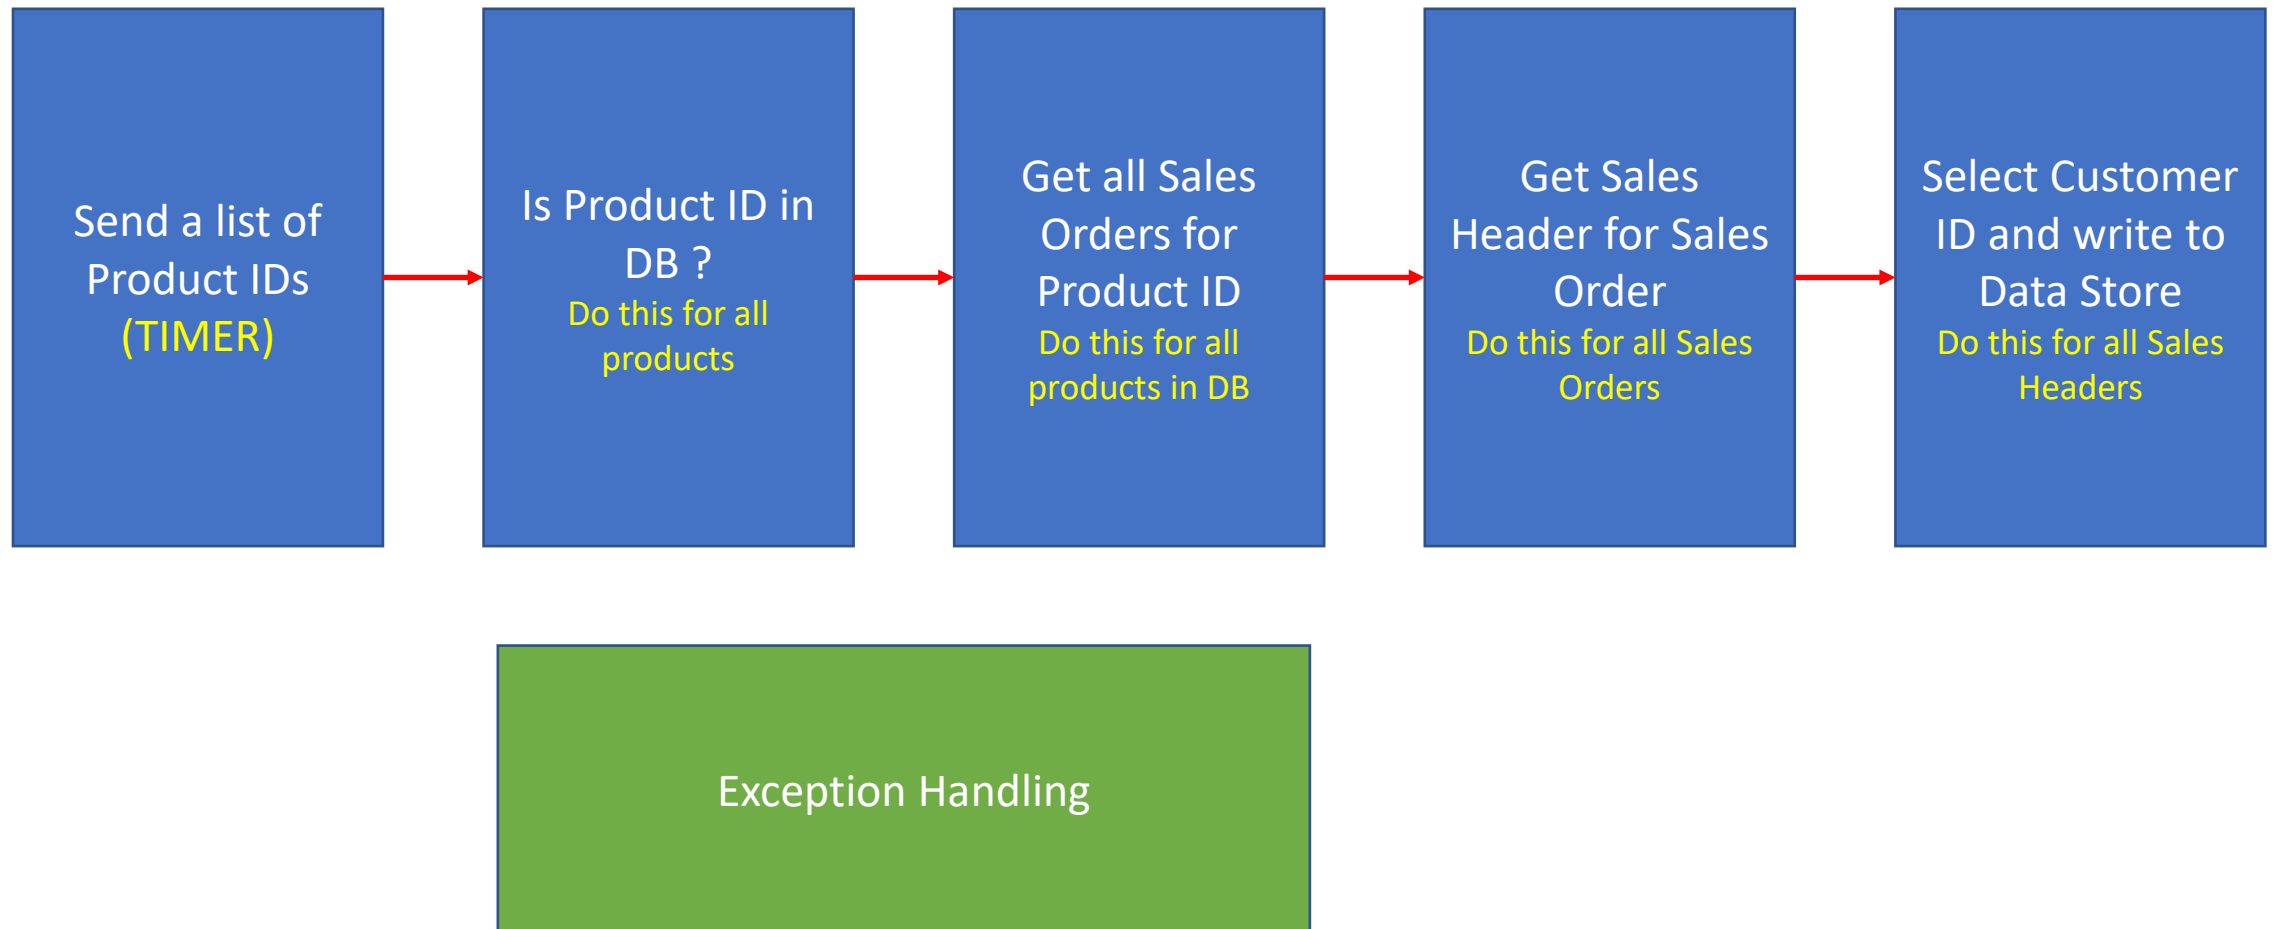 Send a list of
Product IDs
(TIMER)
Is Product ID in
DB ?
Do this for all
products
Get all Sales
Orders for
Product ID
Do this for all
products in DB
Get Sales
Header for Sales
Order
Do this for all Sales
Orders
Select Customer
ID and write to
Data Store
Do this for all Sales
Headers
Exception Handling